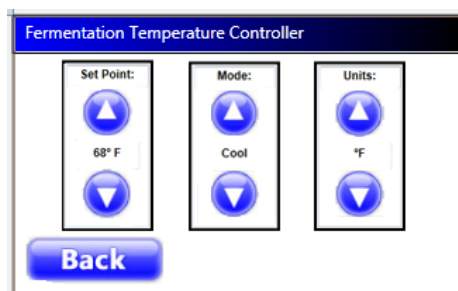 Fermentation Temperature Controller
Set Point: Mode: Units:
68° F Cool °F
Back